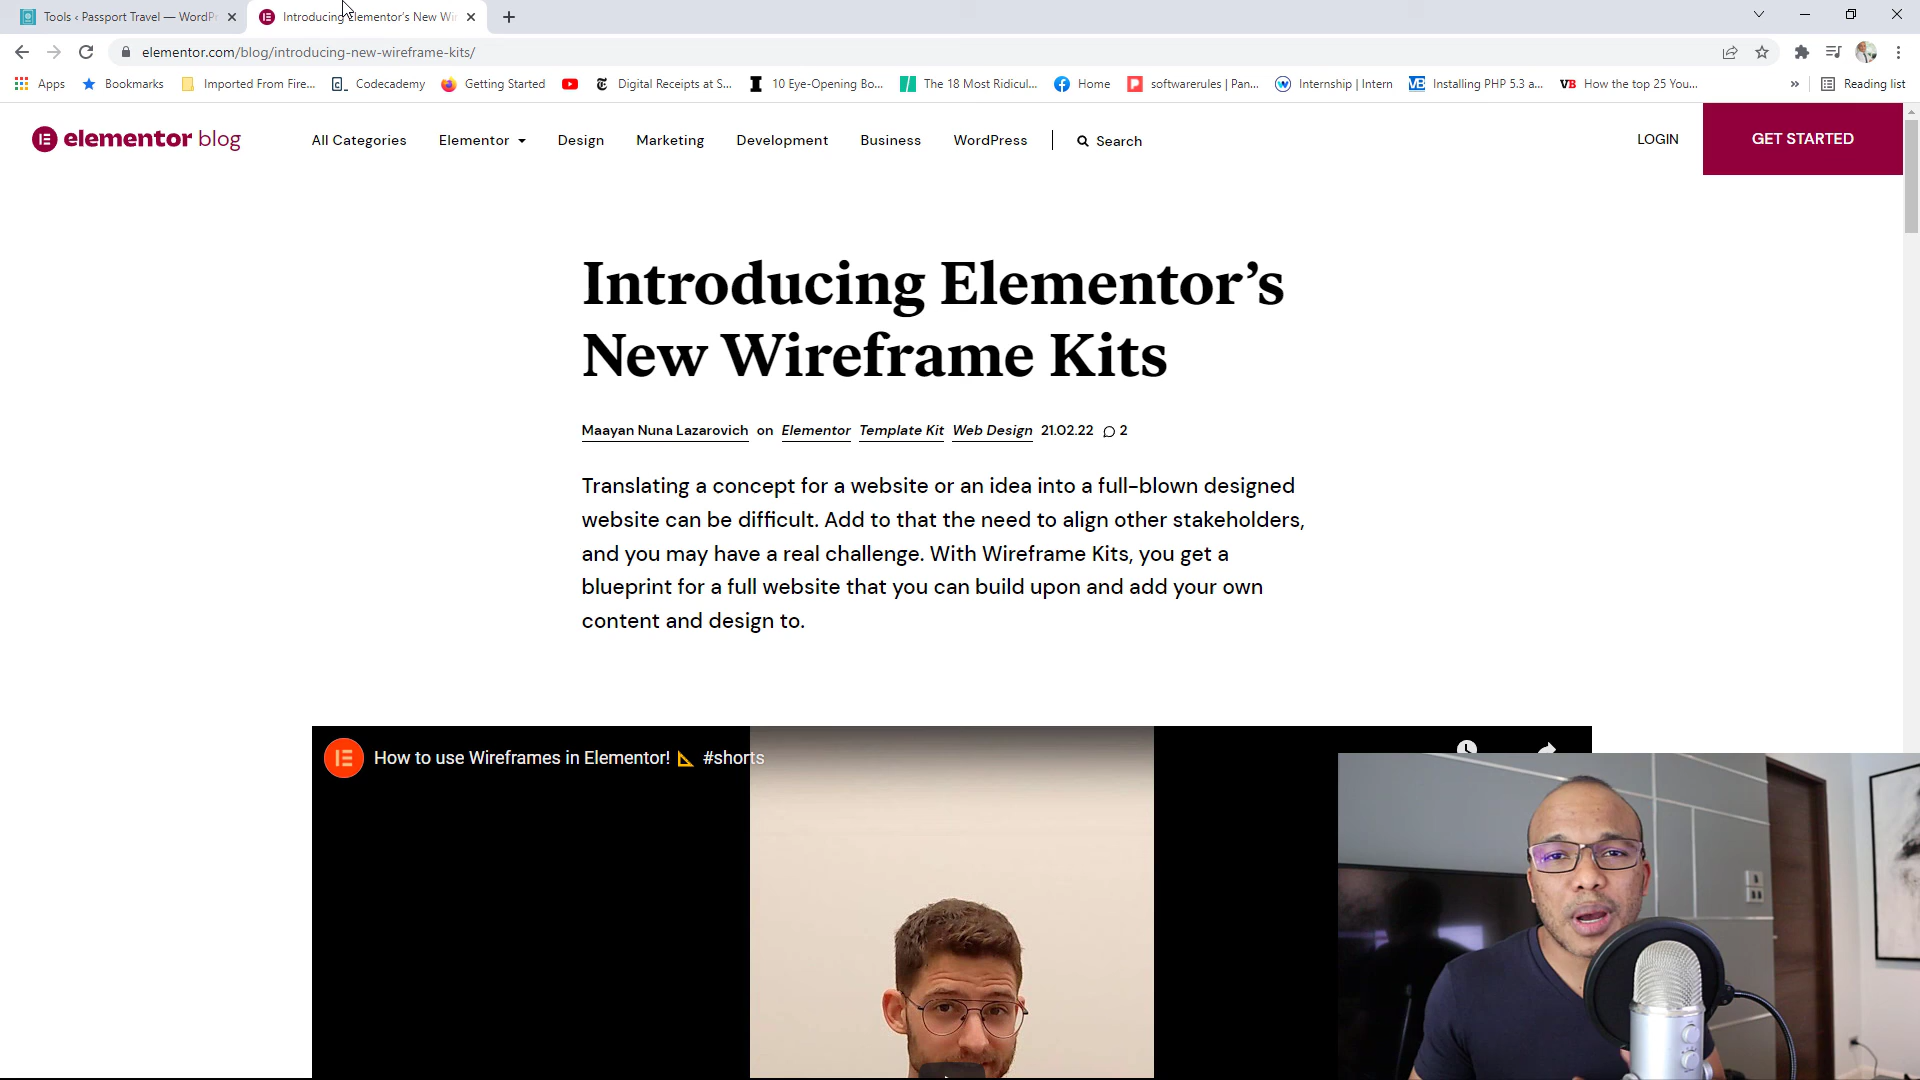 Tools ‹ Passport Travel — WordP
Introducing Elementor's New Wir
elementor.com/blog/introducing-new-wireframe-kits/
Apps
Bookmarks
Imported From Fire...
Codecademy
Getting Started
Digital Receipts at S...
10 Eye-Opening Bo...
The 18 Most Ridicul...
Home
softwarerules | Pan...
Internship | Intern
Installing PHP 5.3 a...
VB How the top 25 You...
»
Reading list
elementor blog
All Categories
Elementor
Design
Marketing
Development
Business
WordPress
Search
LOGIN
GET STARTED
Introducing Elementor’s
New Wireframe Kits
Maayan Nuna Lazarovich on Elementor Template Kit Web Design 21.02.22 2
Translating a concept for a website or an idea into a full-blown designed
website can be difficult. Add to that the need to align other stakeholders,
and you may have a real challenge. With Wireframe Kits, you get a
blueprint for a full website that you can build upon and add your own
content and design to.
How to use Wireframes in Elementor! 📐 #shorts